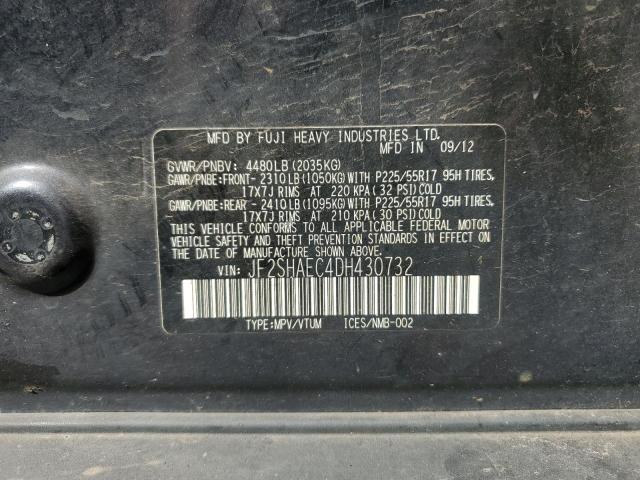 MFD BY FUJI HEAVY INDUSTRIES LTD.
MFD IN 09/12
GVWR/PNBV: 4480LB (2035KG)
GAWR/PNBE:FRONT- 2310LB (1050KG) WITH P225/55R17 95H TIRES,
17X7J RIMS AT 220 KPA (32 PSI) COLD
GAWR/PNBE:REAR - 2410LB (1095KG) WITH P225/55R17 95H TIRES,
17X7J RIMS AT 210 KPA (30 PSI) COLD
THIS VEHICLE CONFORMS TO ALL APPLICABLE FEDERAL MOTOR
VEHICLE SAFETY AND THEFT PREVENTION STANDARDS IN EFFECT ON
THE DATE OF MANUFACTURE SHOWN ABOVE.
VIN: JF2SHAEC4DH430732
TYPE:MPV/VTUM ICES/NMB-002